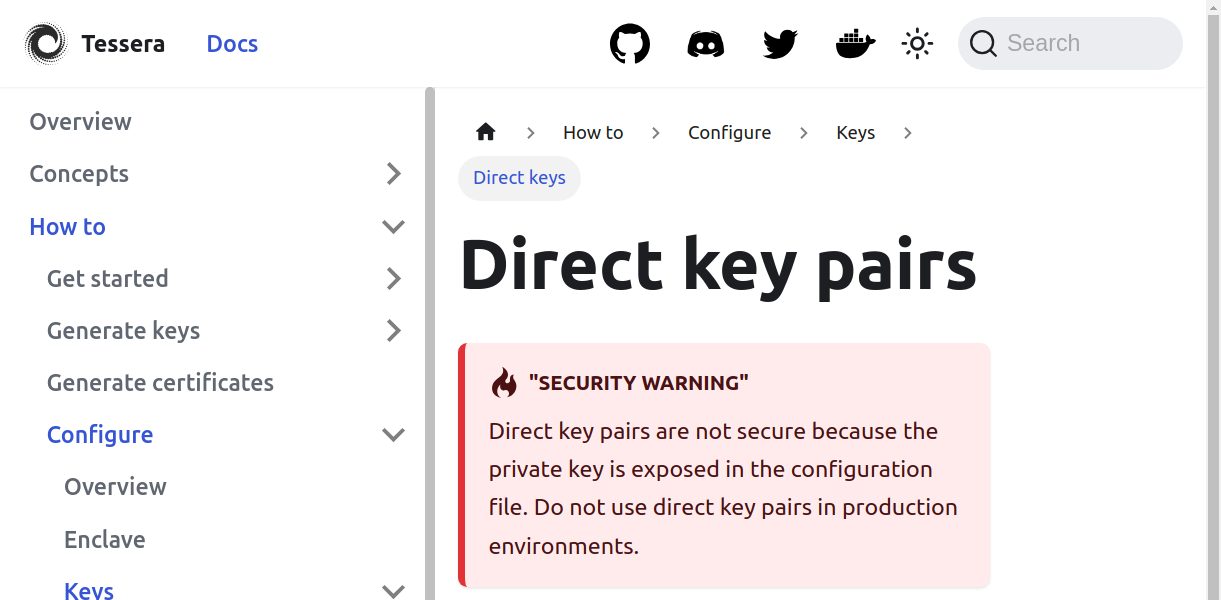 Tessera Docs Search
Overview
Concepts
How to
Get started
Generate keys
Generate certificates
Configure
Overview
Enclave
Keys
How to Configure Keys
Direct keys
Direct key pairs
"SECURITY WARNING"
Direct key pairs are not secure because the
private key is exposed in the configuration
file. Do not use direct key pairs in production
environments.